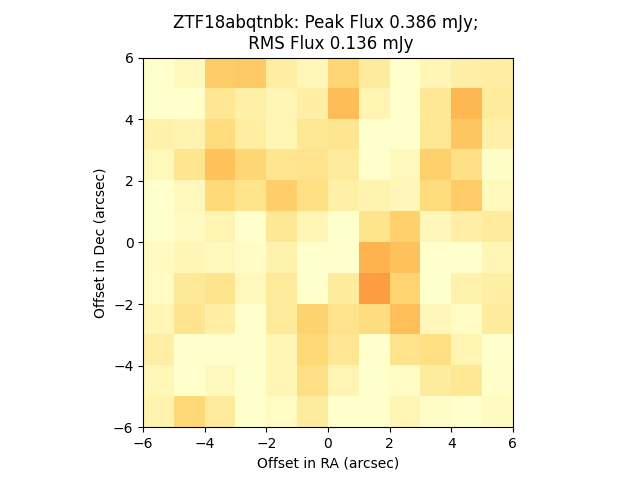 ZTF18abqtnbk: Peak Flux 0.386 mJy;
RMS Flux 0.136 mJy
6
4
2
0
−2
−4
−6
Offset in Dec (arcsec)
−6 −4 −2 0 2 4 6
Offset in RA (arcsec)